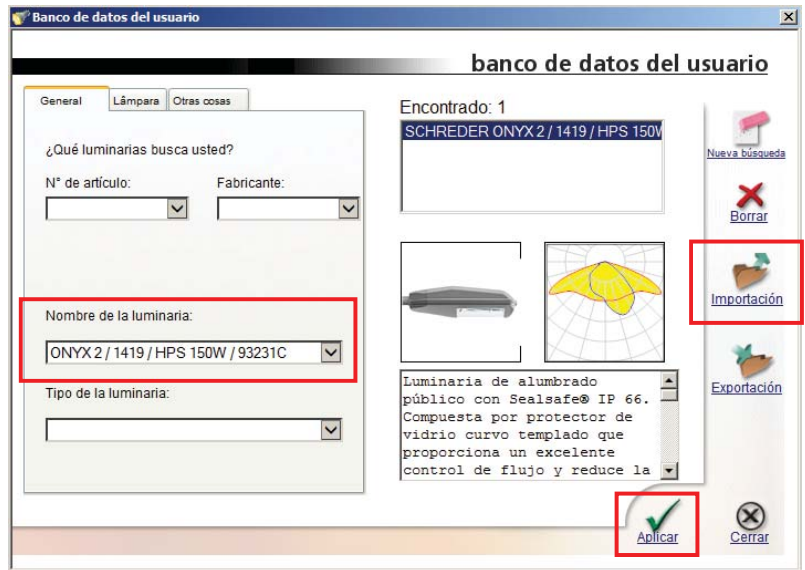 Banco de datos del usuario
banco de datos del usuario
General
Lâmpara
Otras cosas
¿Qué luminarias busca usted?
N° de artículo:
Fabricante:
Nombre de la luminaria:
ONYX 2 / 1419 / HPS 150W / 93231C
Tipo de la luminaria:
Encontrado: 1
SCHREDER ONYX 2 / 1419 / HPS 150W
Luminaria de alumbrado
público con Sealsafe® IP 66.
Compuesta por protector de
vidrio curvo templado que
proporciona un excelente
control de flujo y reduce la
Nueva búsqueda
Borrar
Importación
Exportación
Aplicar
Cerrar